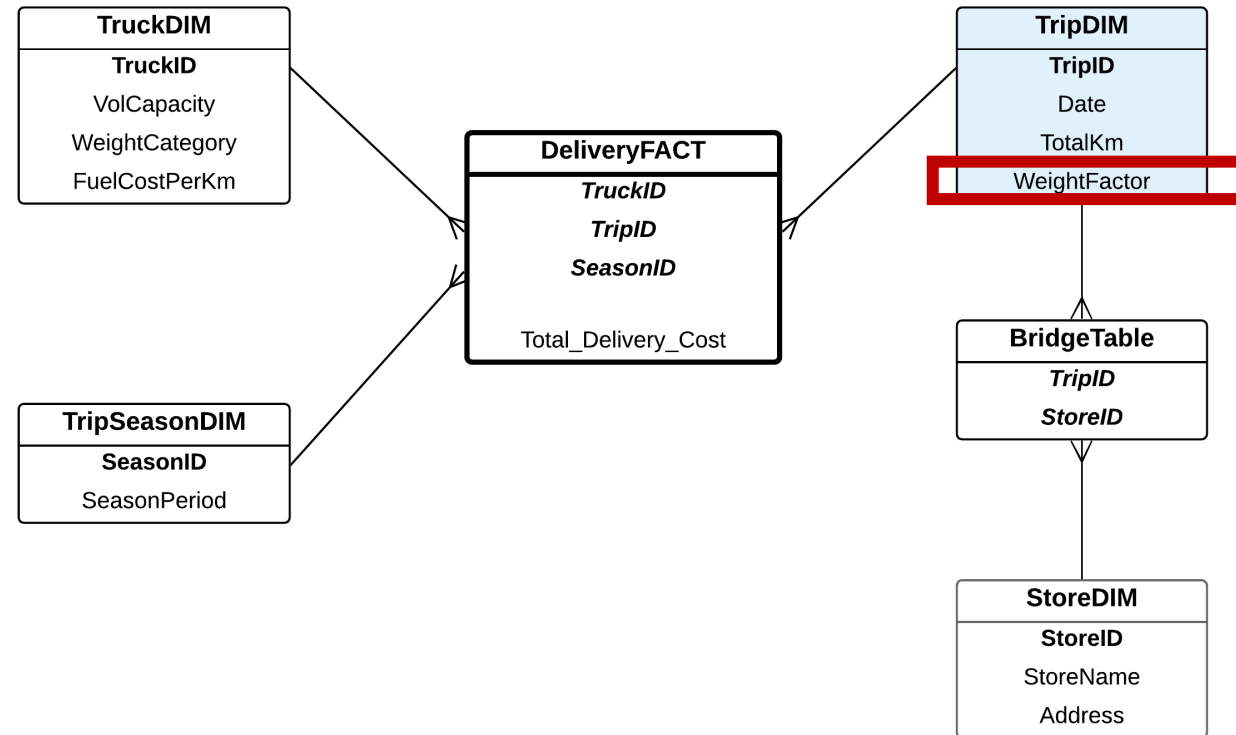 TruckDIM
TruckID
VolCapacity
WeightCategory
FuelCostPerKm
TripSeasonDIM
SeasonID
SeasonPeriod
DeliveryFACT
TruckID
TripID
SeasonID
Total_Delivery_Cost
TripDIM
TripID
Date
TotalKm
WeightFactor
BridgeTable
TripID
StoreID
StoreDIM
StoreID
StoreName
Address